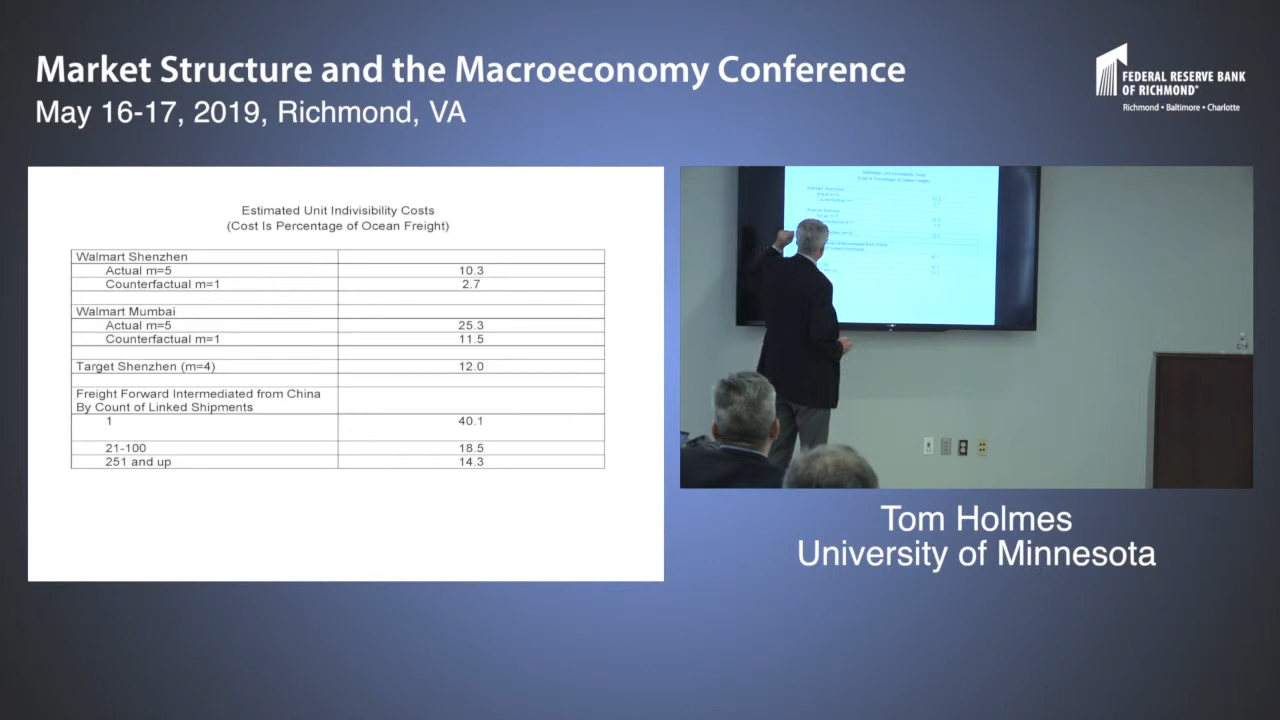 Market Structure and the Macroeconomy Conference
May 16-17, 2019, Richmond, VA
FEDERAL RESERVE BANK
OF RICHMOND®
Richmond • Baltimore • Charlotte
Estimated Unit Indivisibility Costs
(Cost Is Percentage of Ocean Freight)
Walmart Shenzhen
Actual m=5 10.3
Counterfactual m=1 2.7
Walmart Mumbai
Actual m=5 25.3
Counterfactual m=1 11.5
Target Shenzhen (m=4) 12.0
Freight Forward Intermediated from China
By Count of Linked Shipments
1 40.1
21-100 18.5
251 and up 14.3
Tom Holmes
University of Minnesota